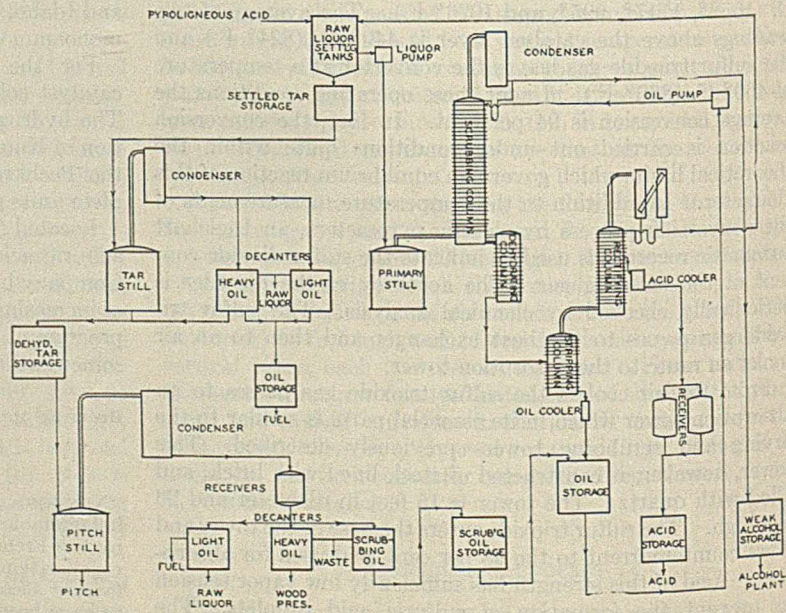 PYROLIGNEOUS ACID
RAW
LIQUOR
SETTL'G
TANKS
LIQUOR
PUMP
CONDENSER
SETTLED TAR
STORAGE
OIL PUMP
SCRUBBING COLUMN
CONDENSER
DECANTERS
HEAVY
OIL
RAW
LIQUOR
LIGHT
OIL
TAR
STILL
PRIMARY
STILL
DEHYDRATING
COLUMN
ACID COOLER
STRIPPING
COLUMN
OIL COOLER
DEHYD.
TAR
STORAGE
OIL
STORAGE
FUEL
CONDENSER
RECEIVERS
RECEIVERS
DECANTERS
PITCH
STILL
PITCH
FUEL
LIGHT
OIL
RAW
LIQUOR
HEAVY
OIL
WOOD
PRES.
WASTE
SCRUB-
BING
OIL
SCRUB'G.
OIL
STORAGE
OIL
STORAGE
ACID
STORAGE
ACID
WEAK
ALCOHOL
STORAGE
ALCOHOL
PLANT